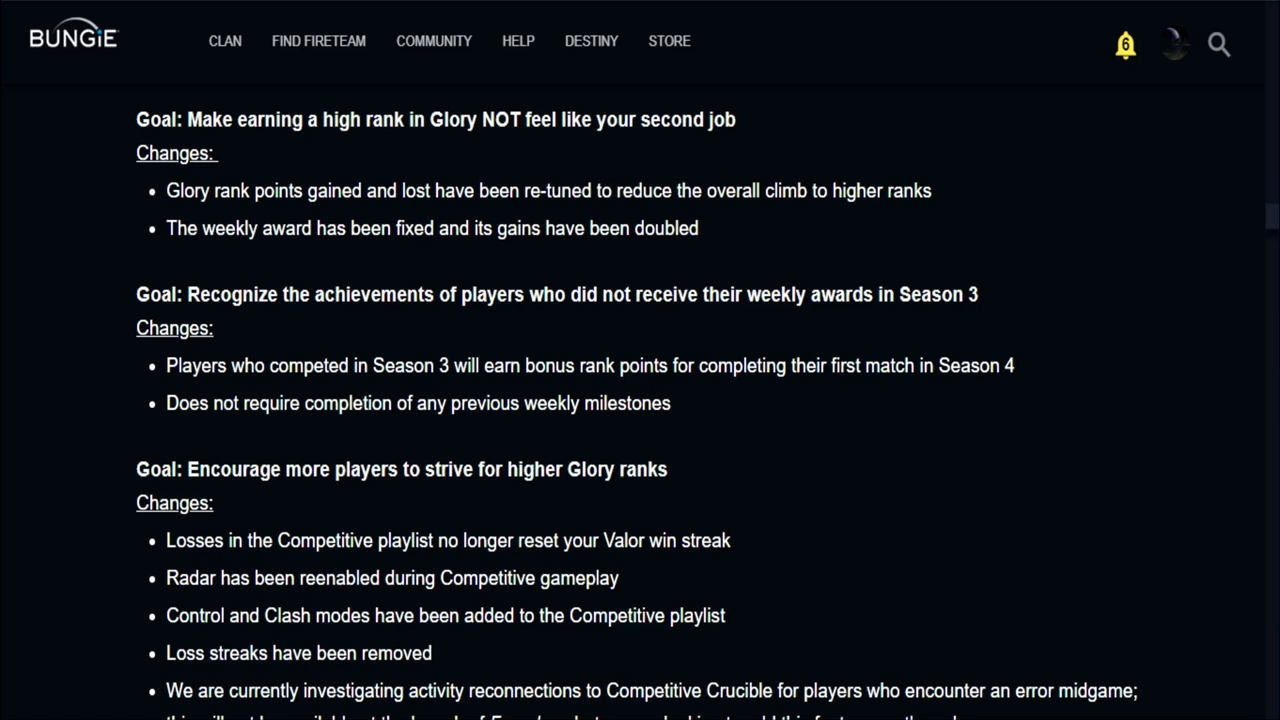 BUNGiE
CLAN FIND FIRETEAM COMMUNITY HELP DESTINY STORE
6
Goal: Make earning a high rank in Glory NOT feel like your second job
Changes:
• Glory rank points gained and lost have been re-tuned to reduce the overall climb to higher ranks
• The weekly award has been fixed and its gains have been doubled
Goal: Recognize the achievements of players who did not receive their weekly awards in Season 3
Changes:
• Players who competed in Season 3 will earn bonus rank points for completing their first match in Season 4
• Does not require completion of any previous weekly milestones
Goal: Encourage more players to strive for higher Glory ranks
Changes:
• Losses in the Competitive playlist no longer reset your Valor win streak
• Radar has been reenabled during Competitive gameplay
• Control and Clash modes have been added to the Competitive playlist
• Loss streaks have been removed
• We are currently investigating activity reconnections to Competitive Crucible for players who encounter an error midgame;